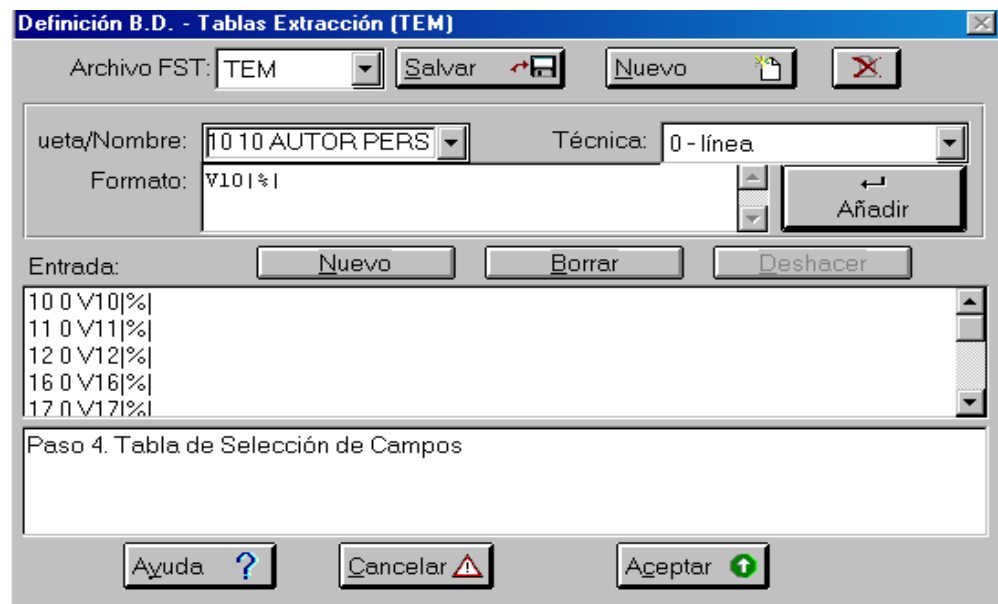 Definición B.D. - Tablas Extracción (TEM)
Archivo FST: TEM Salvar Nuevo
ueta/Nombre: 10 10 AUTOR PERS Técnica: 0 - línea
Formato: V10|%| Añadir
Entrada: Nuevo Borrar Deshacer
10 0 V10|%|
11 0 V11|%|
12 0 V12|%|
16 0 V16|%|
17 0 V17|%|
Paso 4. Tabla de Selección de Campos
Ayuda ? Cancelar Aceptar